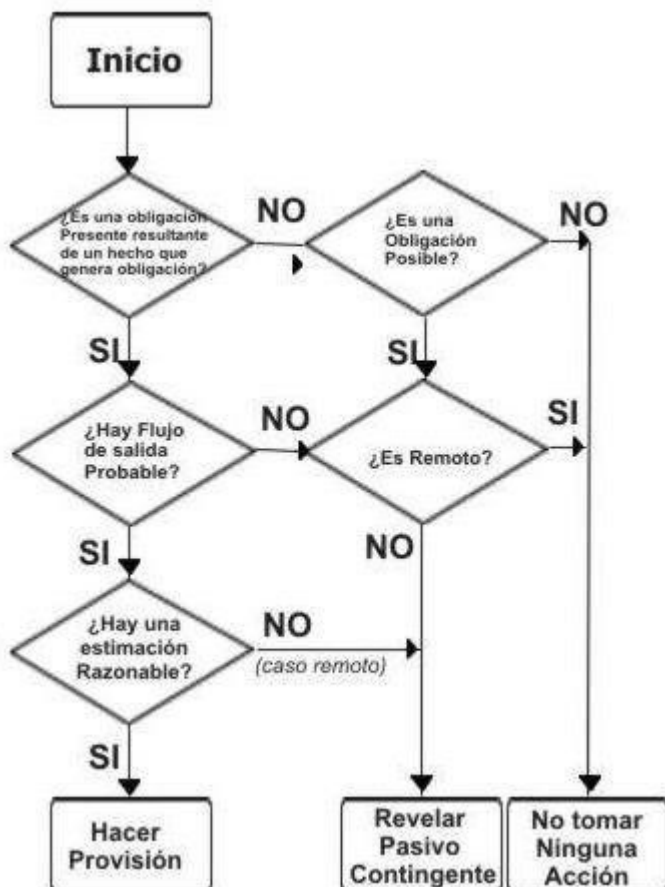 Inicio
¿Es una obligación
Presente resultante
de un hecho que
genera obligación?
NO
¿Es una
Obligación
Posible?
NO
SI
SI
¿Hay Flujo
de salida
Probable?
NO
¿Es Remoto?
SI
SI
NO
¿Hay una
estimación
Razonable?
NO
(caso remoto)
SI
Hacer
Provisión
Revelar
Pasivo
Contingente
No tomar
Ninguna
Acción